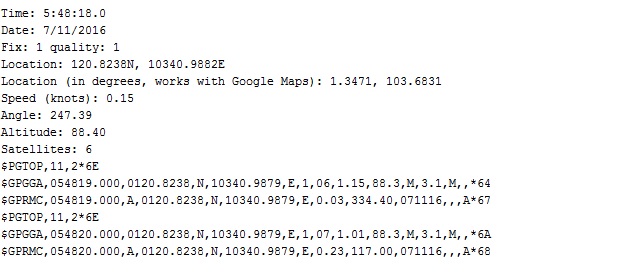 Time: 5:48:18.0
Date: 7/11/2016
Fix: 1 quality: 1
Location: 120.8238N, 10340.9882E
Location (in degrees, works with Google Maps): 1.3471, 103.6831
Speed (knots): 0.15
Angle: 247.39
Altitude: 88.40
Satellites: 6
$PGTOP,11,2*6E
$GPGGA,054819.000,0120.8238,N,10340.9879,E,1,06,1.15,88.3,M,3.1,M,,*64
$GPRMC,054819.000,A,0120.8238,N,10340.9879,E,0.03,334.40,071116,,,A*67
$PGTOP,11,2*6E
$GPGGA,054820.000,0120.8238,N,10340.9879,E,1,07,1.01,88.3,M,3.1,M,,*6A
$GPRMC,054820.000,A,0120.8238,N,10340.9879,E,0.23,117.00,071116,,,A*68